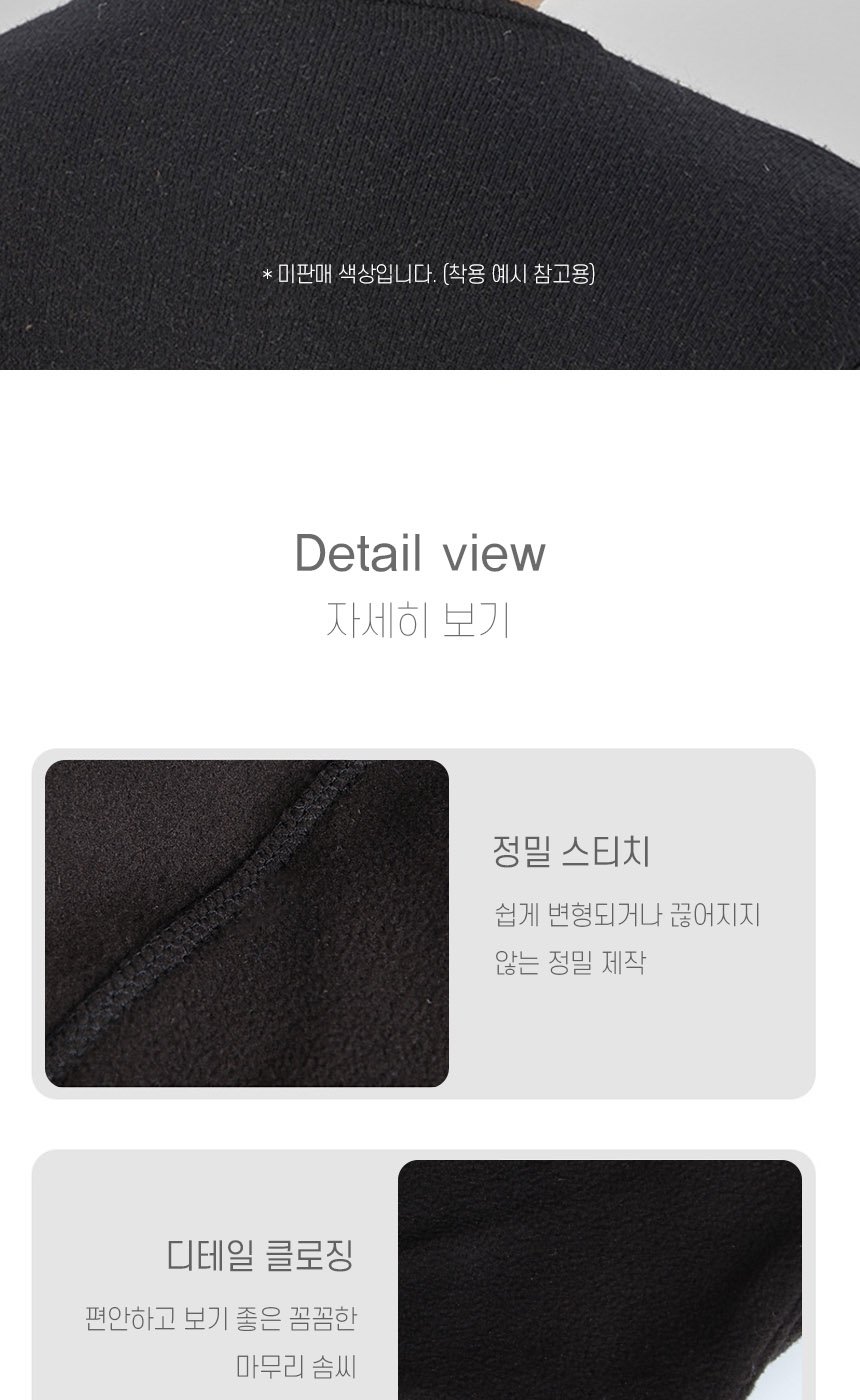 * 미판매 색상입니다. (착용 예시 참고용)
Detail view
자세히 보기
정밀 스티치
쉽게 변형되거나 끊어지지
않는 정밀 제작
디테일 클로징
편안하고 보기 좋은 꼼꼼한
마무리 솜씨